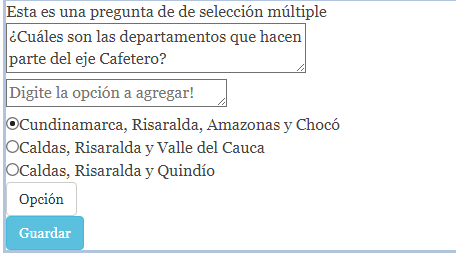 Esta es una pregunta de de selección múltiple
¿Cuáles son las departamentos que hacen
parte del eje Cafetero?
Digite la opción a agregar!
Cundinamarca, Risaralda, Amazonas y Chocó
Caldas, Risaralda y Valle del Cauca
Caldas, Risaralda y Quindío
Opción
Guardar